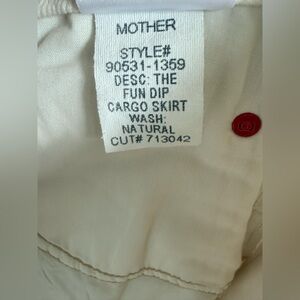 MOTHER
STYLE#
90531-1359
DESC: THE
FUN DIP
CARGO SKIRT
WASH:
NATURAL
CUT# 713042